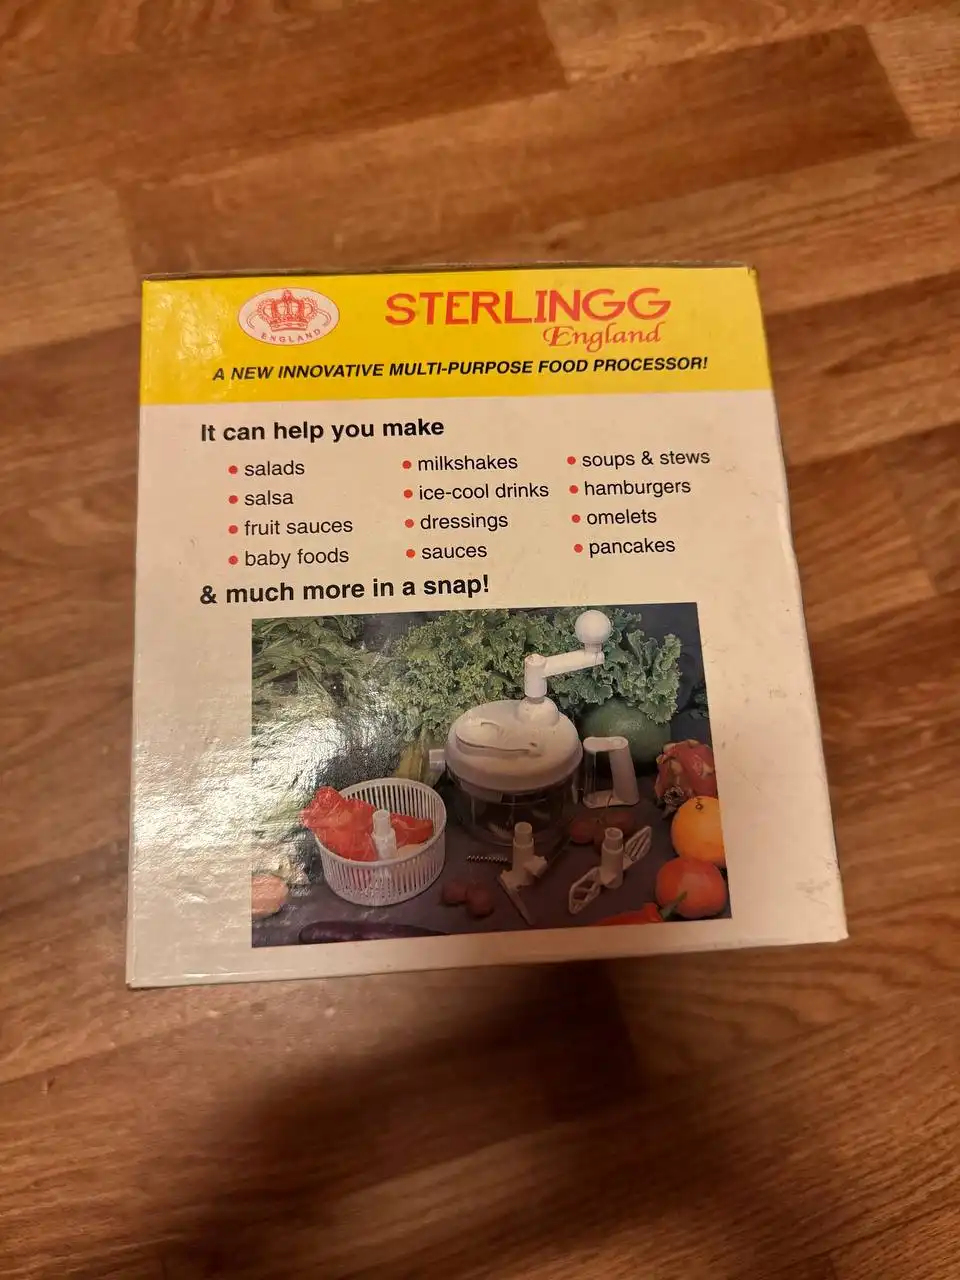 ENGLAND
STERLINGG
England
A NEW INNOVATIVE MULTI-PURPOSE FOOD PROCESSOR!
It can help you make
• salads
• salsa
• fruit sauces
• baby foods
• milkshakes
• ice-cool drinks
• dressings
• sauces
• soups & stews
• hamburgers
• omelets
• pancakes
& much more in a snap!